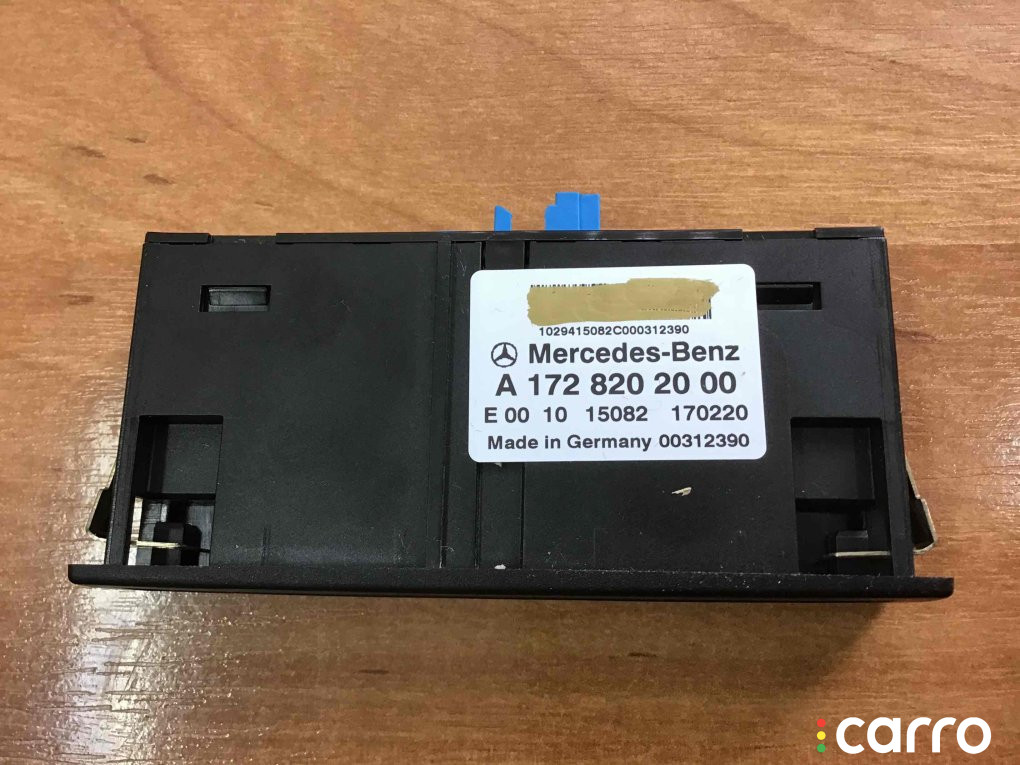 1029415082C000312390
Mercedes-Benz
A 172 820 20 00
E 00 10 15082 170220
Made in Germany 00312390
carro